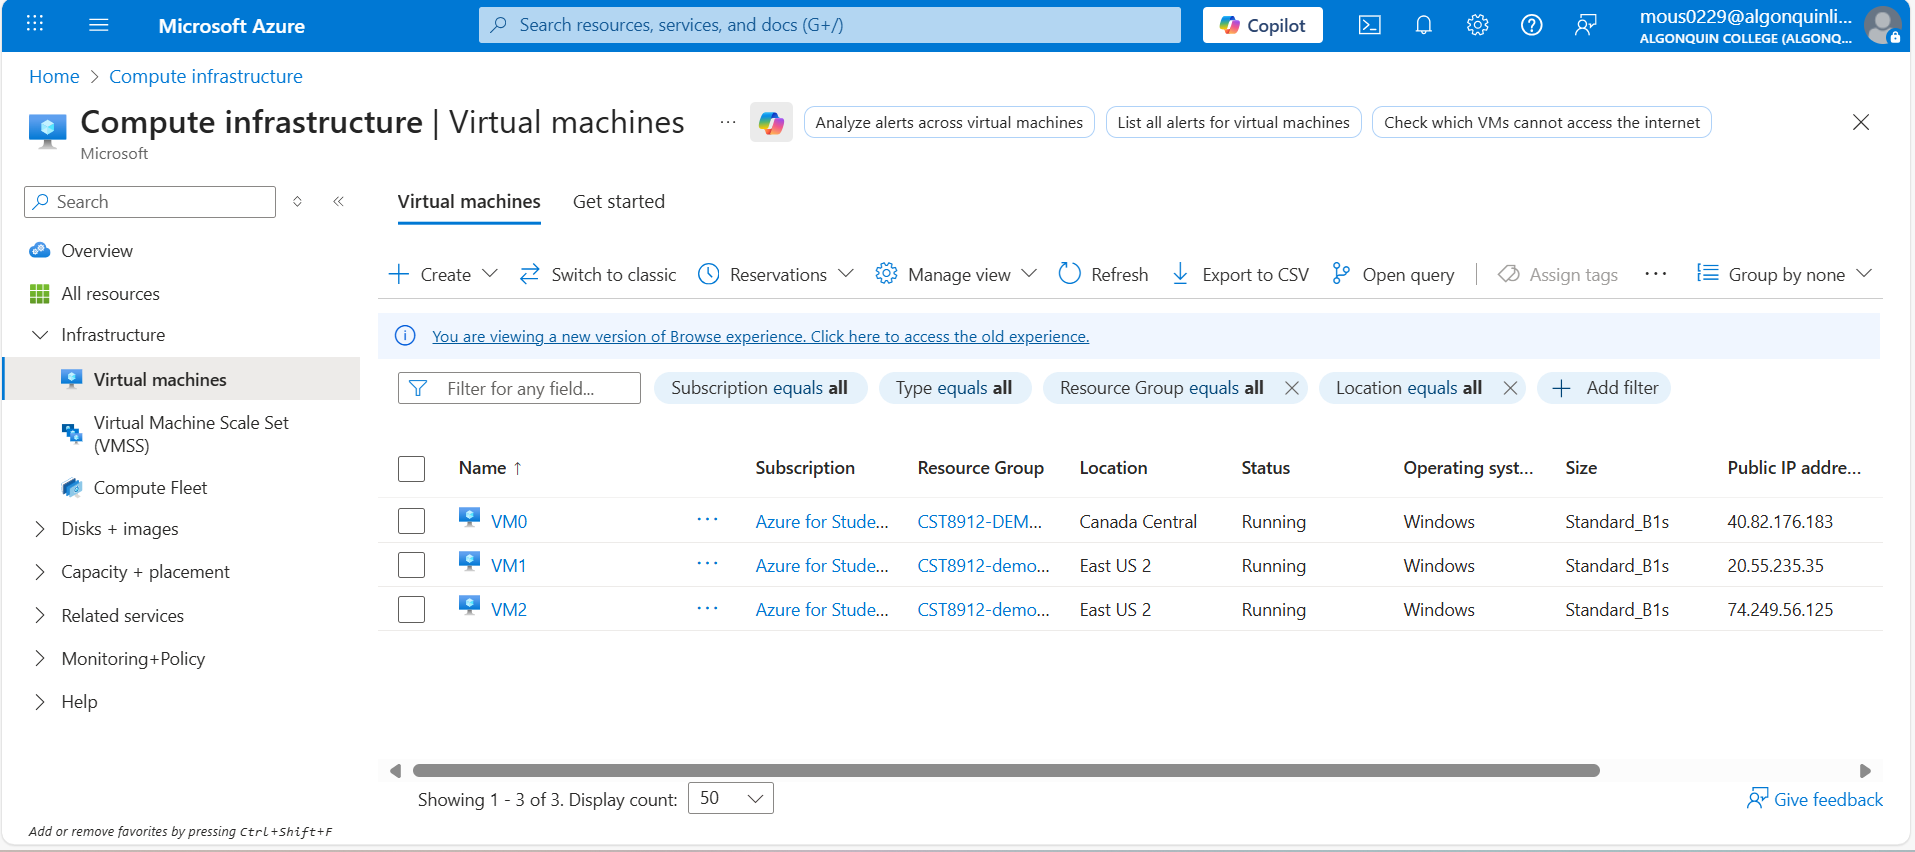 Microsoft Azure
Search resources, services, and docs (G+/)
Copilot
mous0229@algonquinli...
ALGONQUIN COLLEGE (ALGONQ...
Home > Compute infrastructure
Compute infrastructure | Virtual machines
...
Analyze alerts across virtual machines
List all alerts for virtual machines
Check which VMs cannot access the internet
Microsoft
Search
Overview
All resources
Infrastructure
Virtual machines
Virtual Machine Scale Set
(VMSS)
Compute Fleet
Disks + images
Capacity + placement
Related services
Monitoring+Policy
Help
Add or remove favorites by pressing Ctrl+Shift+F
Virtual machines Get started
Create Switch to classic Reservations Manage view Refresh Export to CSV Open query Assign tags ... Group by none
You are viewing a new version of Browse experience. Click here to access the old experience.
Filter for any field... Subscription equals all Type equals all Resource Group equals all Location equals all Add filter
Name ↑ Subscription Resource Group Location Status Operating syst... Size Public IP addre...
VM0 ... Azure for Stude... CST8912-DEM... Canada Central Running Windows Standard_B1s 40.82.176.183
VM1 ... Azure for Stude... CST8912-demo... East US 2 Running Windows Standard_B1s 20.55.235.35
VM2 ... Azure for Stude... CST8912-demo... East US 2 Running Windows Standard_B1s 74.249.56.125
Showing 1 - 3 of 3. Display count: 50
Give feedback